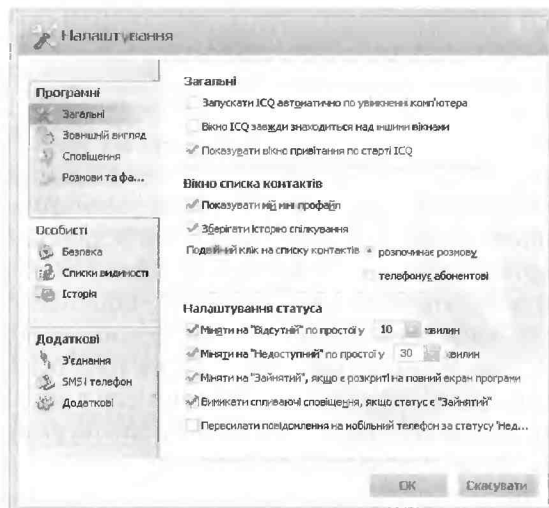 Налаштування
Програмні
Загальні
Зовнішній вигляд
Сповіщення
Розмови та фа...
Особисті
Безпека
Списки видимості
Історія
Додаткові
З'єднання
SMS і телефон
Додаткові
Загальні
Запускати ICQ автоматично по увікненні комп'ютера
Вікно ICQ завжди знаходиться над іншими вікнами
Показувати вікно привітання по старті ICQ
Вікно списка контактів
Показувати мій міні профайл
Зберігати історію спілкування
Подвійний клік на списку контактів розпочинає розмову
телефонує абонентові
Налаштування статуса
Міняти на "Відсутній" по простої у 10 хвилин
Міняти на "Недоступний" по простої у 30 хвилин
Міняти на "Зайнятий", якщо є розкриті на повний екран програми
Вимикати спливаючі сповіщення, якщо статус є "Зайнятий"
Пересилати повідомлення на мобільний телефон за статусу 'Нед...
OK Скасувати